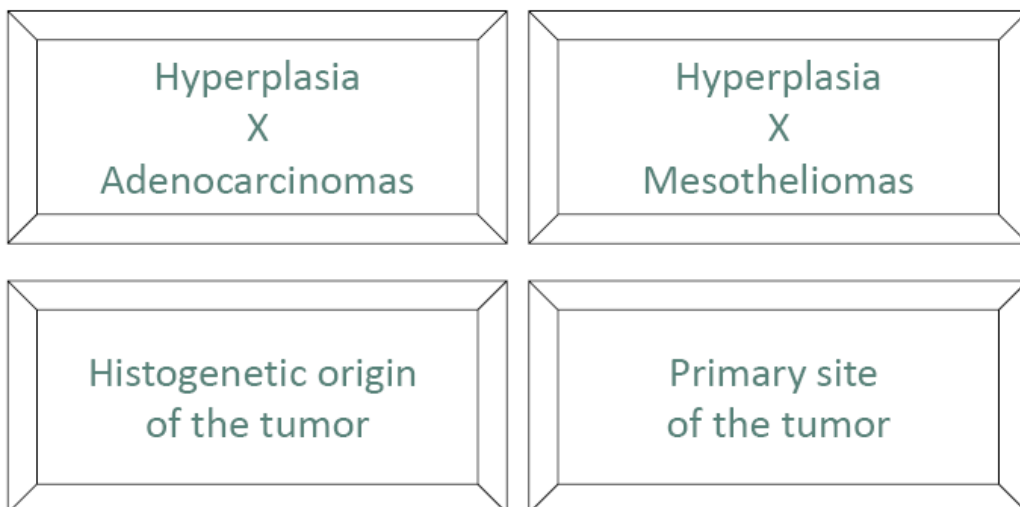 Hyperplasia
X
Adenocarcinomas
Hyperplasia
X
Mesotheliomas
Histogenetic origin
of the tumor
Primary site
of the tumor